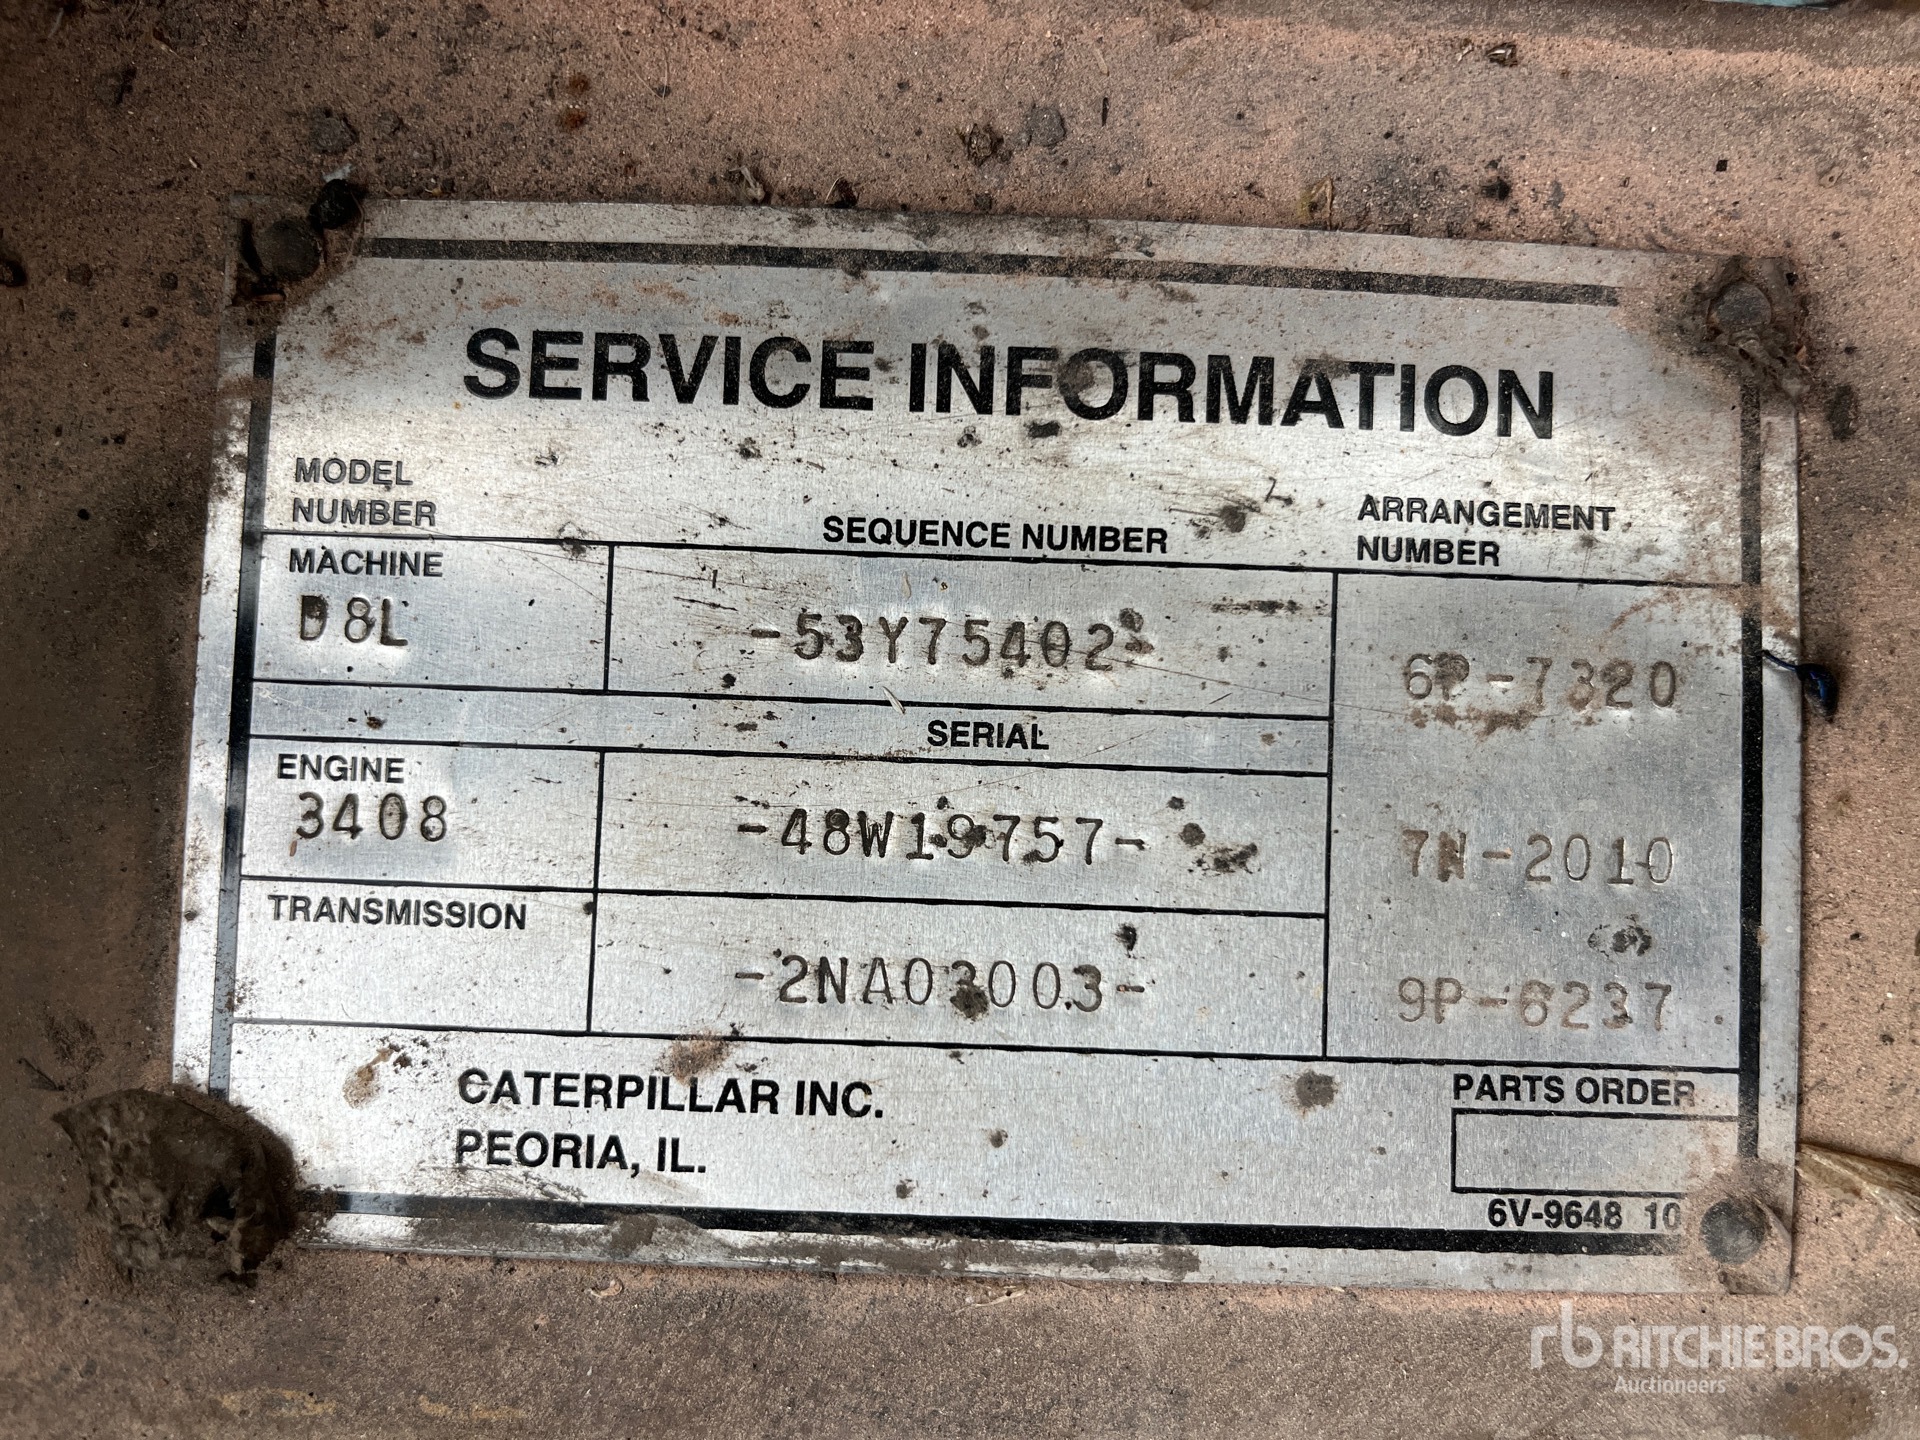 SERVICE INFORMATION
MODEL
NUMBER
SEQUENCE NUMBER
ARRANGEMENT
NUMBER
MACHINE
D8L
-53Y75402-
6P-7320
SERIAL
ENGINE
3408
-48W19757-
7N-2010
TRANSMISSION
-2NA03003-
9P-6237
CATERPILLAR INC.
PEORIA, IL.
PARTS ORDER
6V-9648 10
rb RITCHIE BROS.
Auctioneers